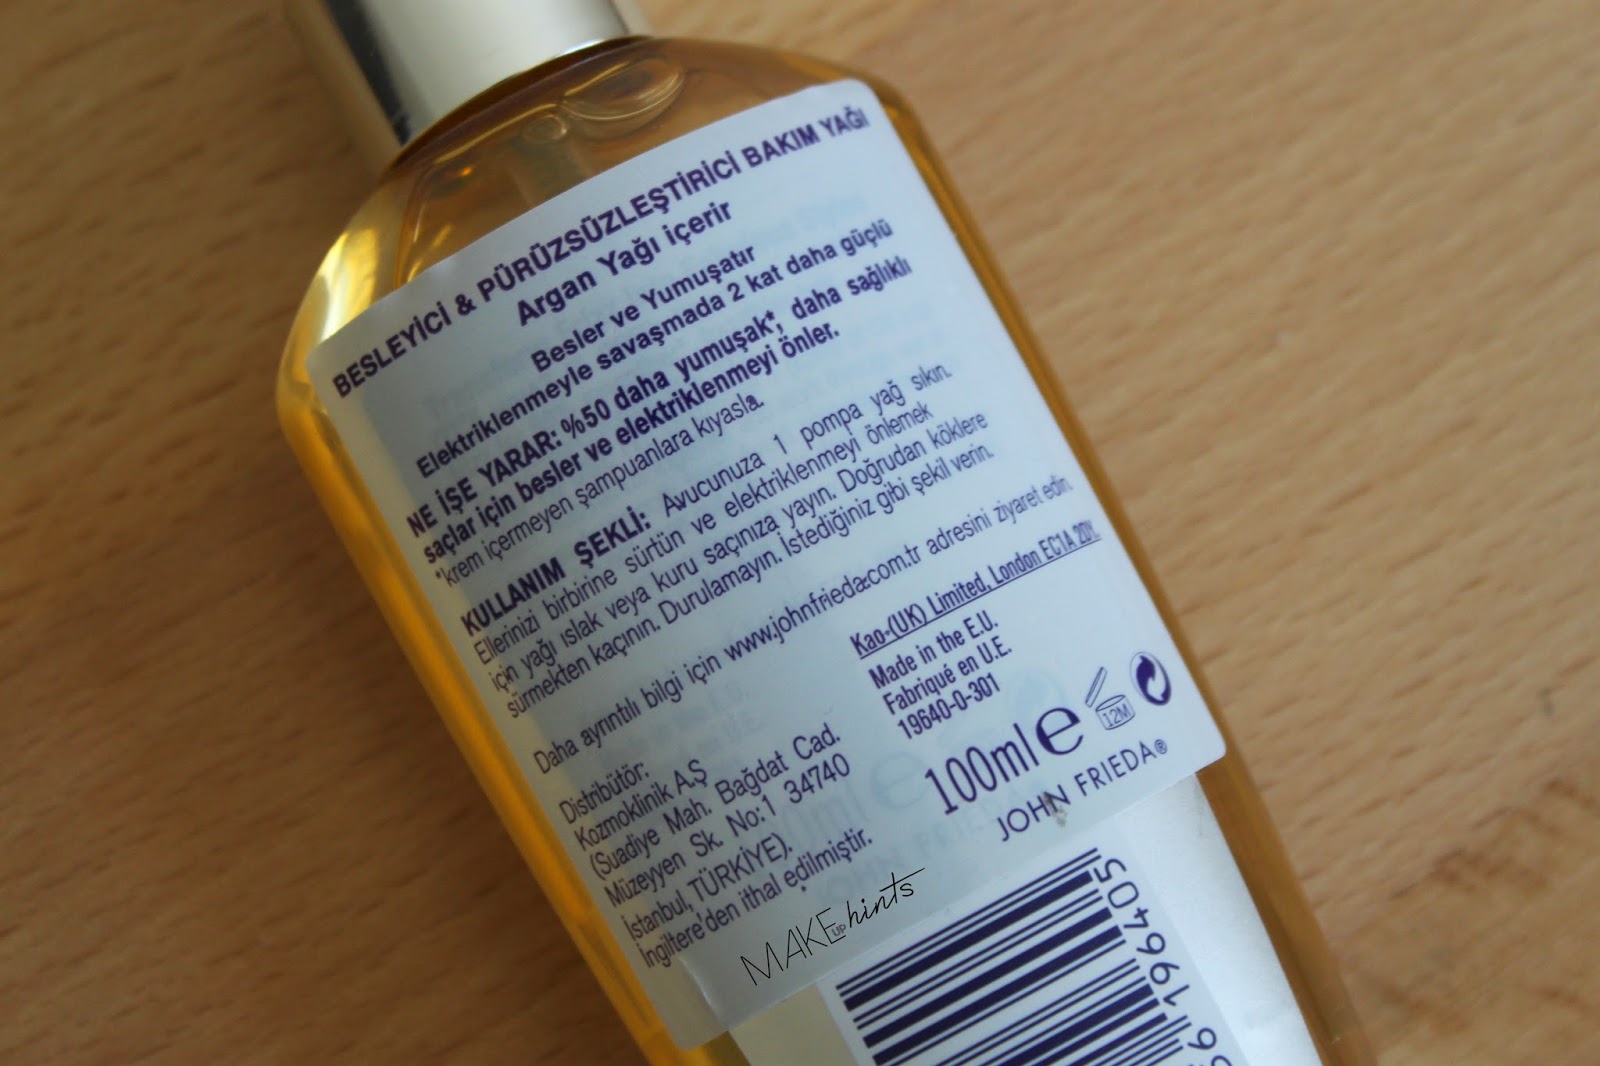 BESLEYİCİ & PÜRÜZSÜZLEŞTİRİCİ BAKIM YAĞI
Argan Yağı içerir
Besler ve Yumuşatır
Elektriklenmeyle savaşmada 2 kat daha güçlü
NE İŞE YARAR: %50 daha yumuşak*, daha sağlıklı
saçlar için besler ve elektriklenmeyi önler.
*krem içermeyen şampuanlara kıyasla.
KULLANIM ŞEKLİ: Avucunuza 1 pompa yağ sıkın.
Ellerinizi birbirine sürtün ve elektriklenmeyi önlemek
için yağı ıslak veya kuru saçınıza yayın. Doğrudan köklere
sürmekten kaçının. Durulamayın. İstediğiniz gibi şekil verin.
Daha ayrıntılı bilgi için www.johnfrieda.com.tr adresini ziyaret edin.
Distribütör:
Kozmoklinik A.Ş
(Suadiye Mah. Bağdat Cad.
Müzeyyen Sk. No:1 34740
İstanbul, TÜRKİYE).
İngiltere'den ithal edilmiştir.
Kao-(UK) Limited, London EC1A 2DY.
Made in the E.U.
Fabriqué en U.E.
19640-0-301
100ml e
12M
JOHN FRIEDA®
MAKE UP hints
196405